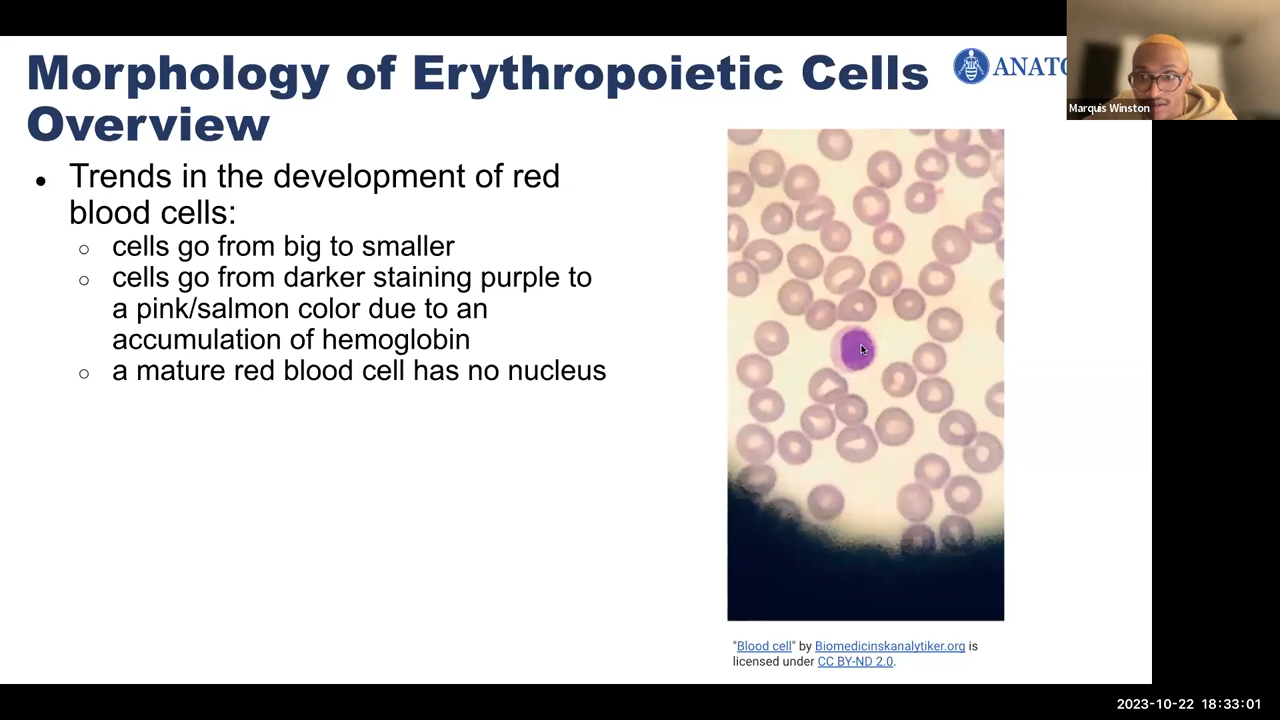 Morphology of Erythropoietic Cells
Overview
ANATO
Marquis Winston
● Trends in the development of red
blood cells:
○ cells go from big to smaller
○ cells go from darker staining purple to
a pink/salmon color due to an
accumulation of hemoglobin
○ a mature red blood cell has no nucleus
"Blood cell" by Biomedicinskanalytiker.org is
licensed under CC BY-ND 2.0.
2023-10-22 18:33:01